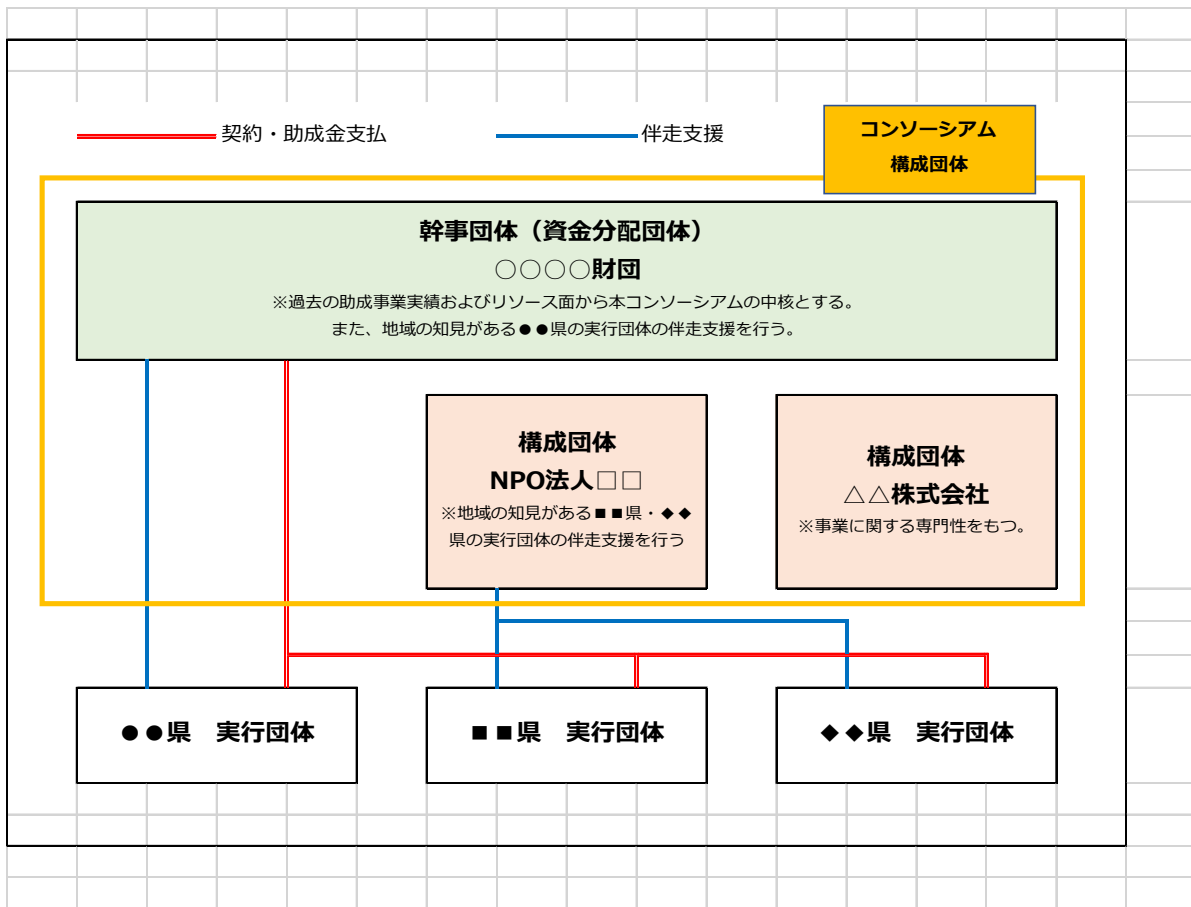 契約・助成金支払
伴走支援
コンソーシアム
構成団体
幹事団体（資金分配団体）
○○○○財団
※過去の助成事業実績およびリソース面から本コンソーシアムの中核とする。
また、地域の知見がある●●県の実行団体の伴走支援を行う。
構成団体
NPO法人□□
※地域の知見がある■■県・◆◆
県の実行団体の伴走支援を行う
構成団体
△△株式会社
※事業に関する専門性をもつ。
●●県　実行団体
■■県　実行団体
◆◆県　実行団体